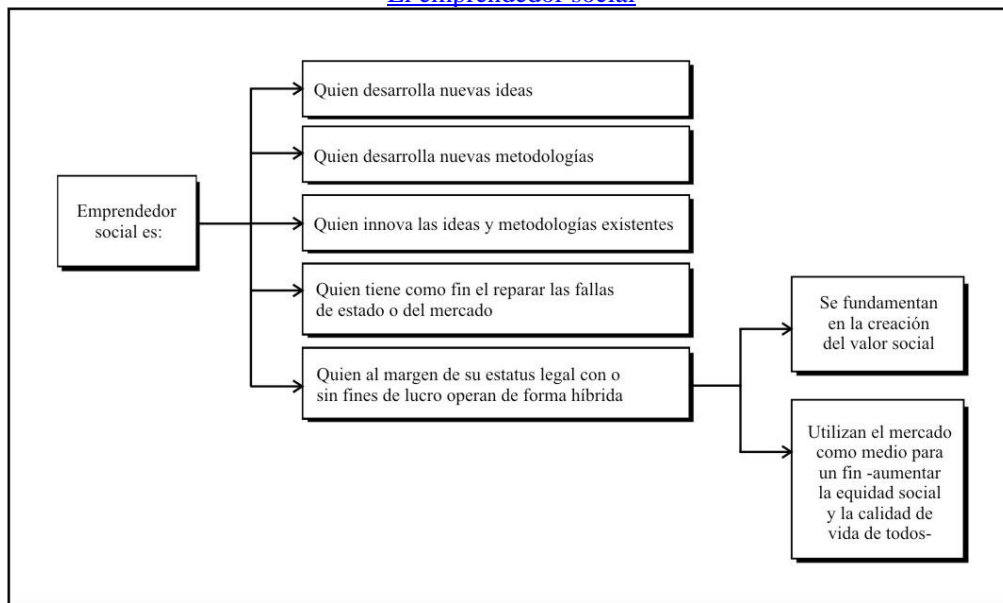 El emprendedor social
Emprendedor
social es:
Quien desarrolla nuevas ideas
Quien desarrolla nuevas metodologías
Quien innova las ideas y metodologías existentes
Quien tiene como fin el reparar las fallas
de estado o del mercado
Quien al margen de su estatus legal con o
sin fines de lucro operan de forma híbrida
Se fundamentan
en la creación
del valor social
Utilizan el mercado
como medio para
un fin -aumentar
la equidad social
y la calidad de
vida de todos-